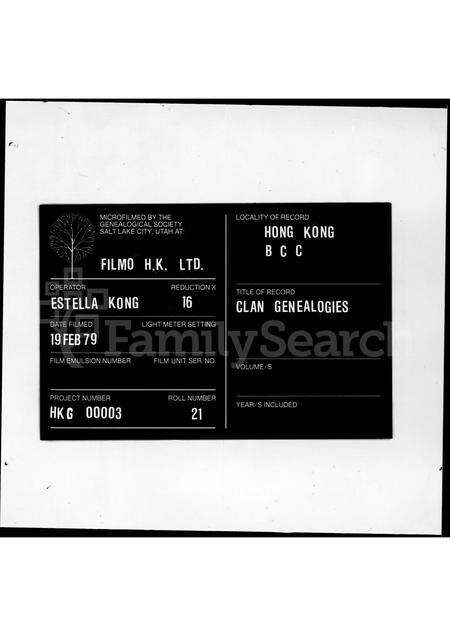 MICROFILMED BY THE
GENEALOGICAL SOCIETY
SALT LAKE CITY, UTAH AT:
FILMO H.K. LTD.
OPERATOR REDUCTION X
ESTELLA KONG 16
DATE FILMED LIGHT METER SETTING
19 FEB 79
FILM EMULSION NUMBER FILM UNIT SER. NO.
PROJECT NUMBER ROLL NUMBER
HKG 00003 21
LOCALITY OF RECORD
HONG KONG
B C C
TITLE OF RECORD
CLAN GENEALOGIES
VOLUME/S
YEAR/S INCLUDED
FamilySearch